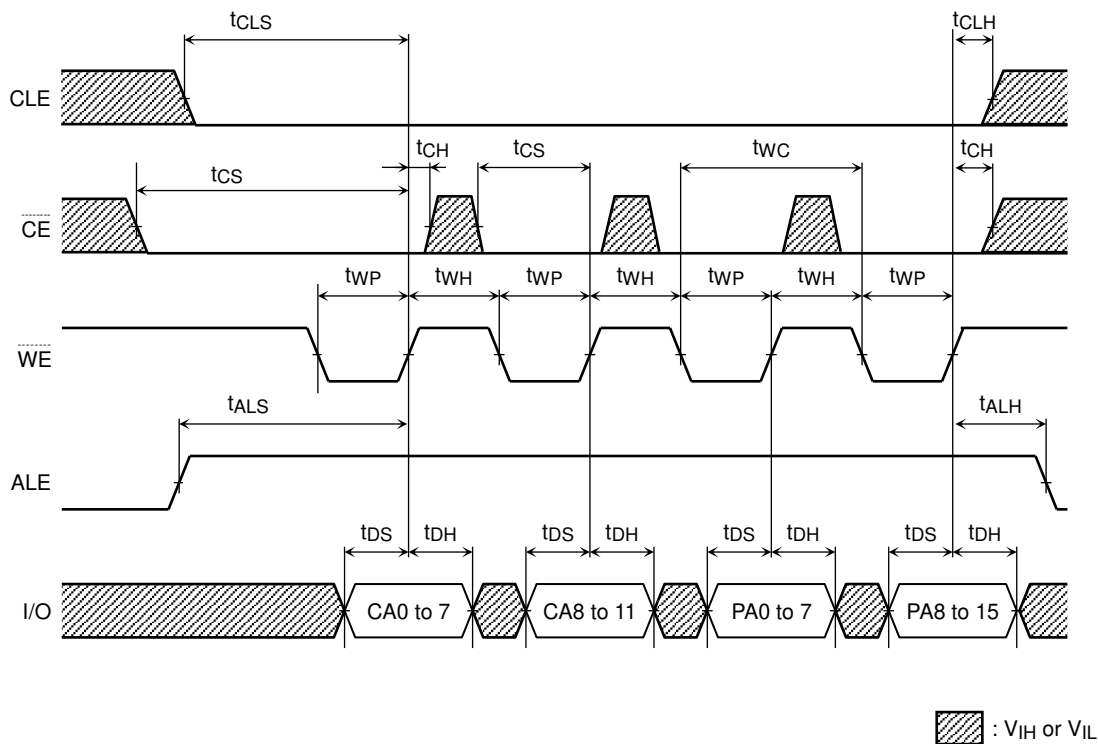 tCLS tCLH
CLE
tCH tCS tWC tCH
tCS
CE
tWP tWH tWP tWH tWP tWH tWP
WE
tALS tALH
ALE
tDS tDH tDS tDH tDS tDH tDS tDH
I/O CA0 to 7 CA8 to 11 PA0 to 7 PA8 to 15
: VIH or VIL